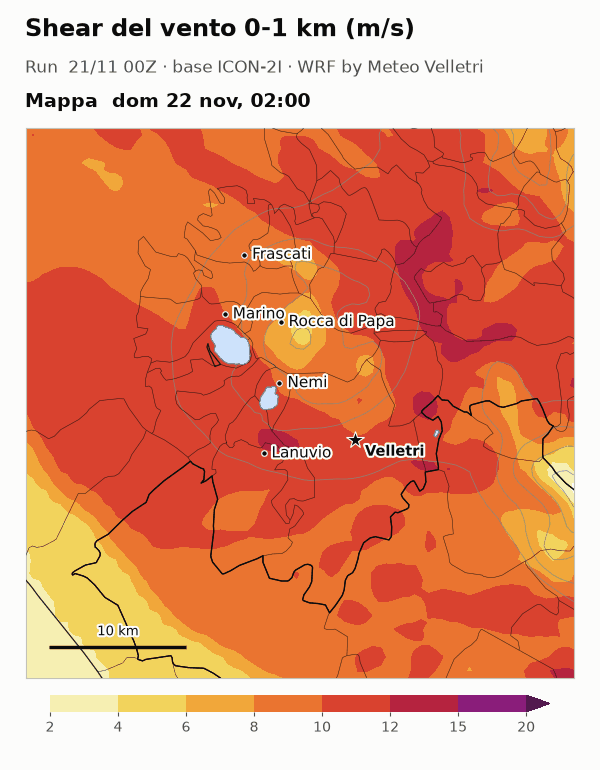 Shear del vento 0-1 km (m/s)
Run 21/11 00Z · base ICON-2I · WRF by Meteo Velletri
Mappa dom 22 nov, 02:00
Frascati
Marino
Rocca di Papa
Nemi
Velletri
Lanuvio
10 km
2 4 6 8 10 12 15 20